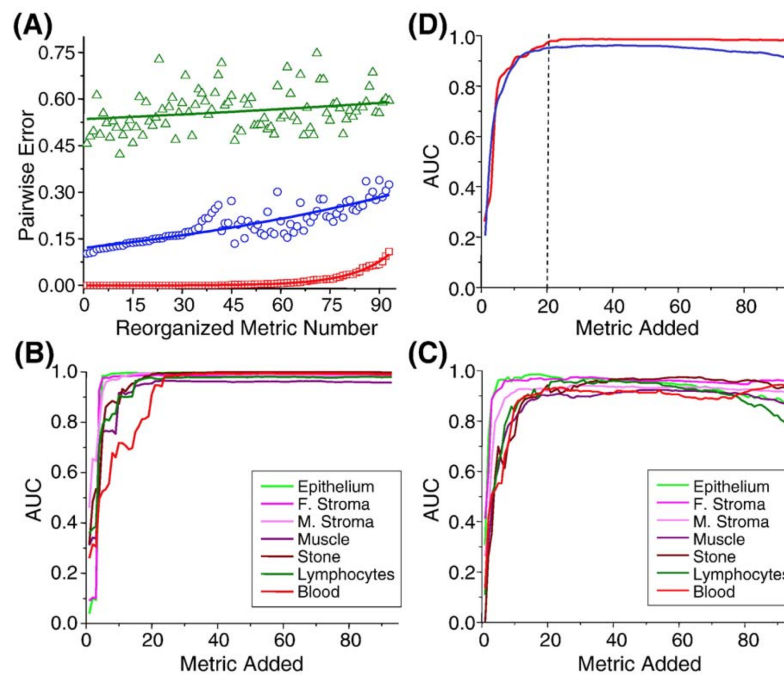 (A)
0.75
0.60
0.45
0.30
0.15
0.00
Pairwise Error
1 15 30 45 60 75 90
Reorganized Metric Number
(D)
1.0
0.8
0.6
0.4
0.2
0.0
AUC
0 20 40 60 80
Metric Added
(B)
1.0
0.8
0.6
0.4
0.2
0.0
AUC
Epithelium
F. Stroma
M. Stroma
Muscle
Stone
Lymphocytes
Blood
0 20 40 60 80
Metric Added
(C)
1.0
0.8
0.6
0.4
0.2
0.0
AUC
Epithelium
F. Stroma
M. Stroma
Muscle
Stone
Lymphocytes
Blood
0 20 40 60 80
Metric Added